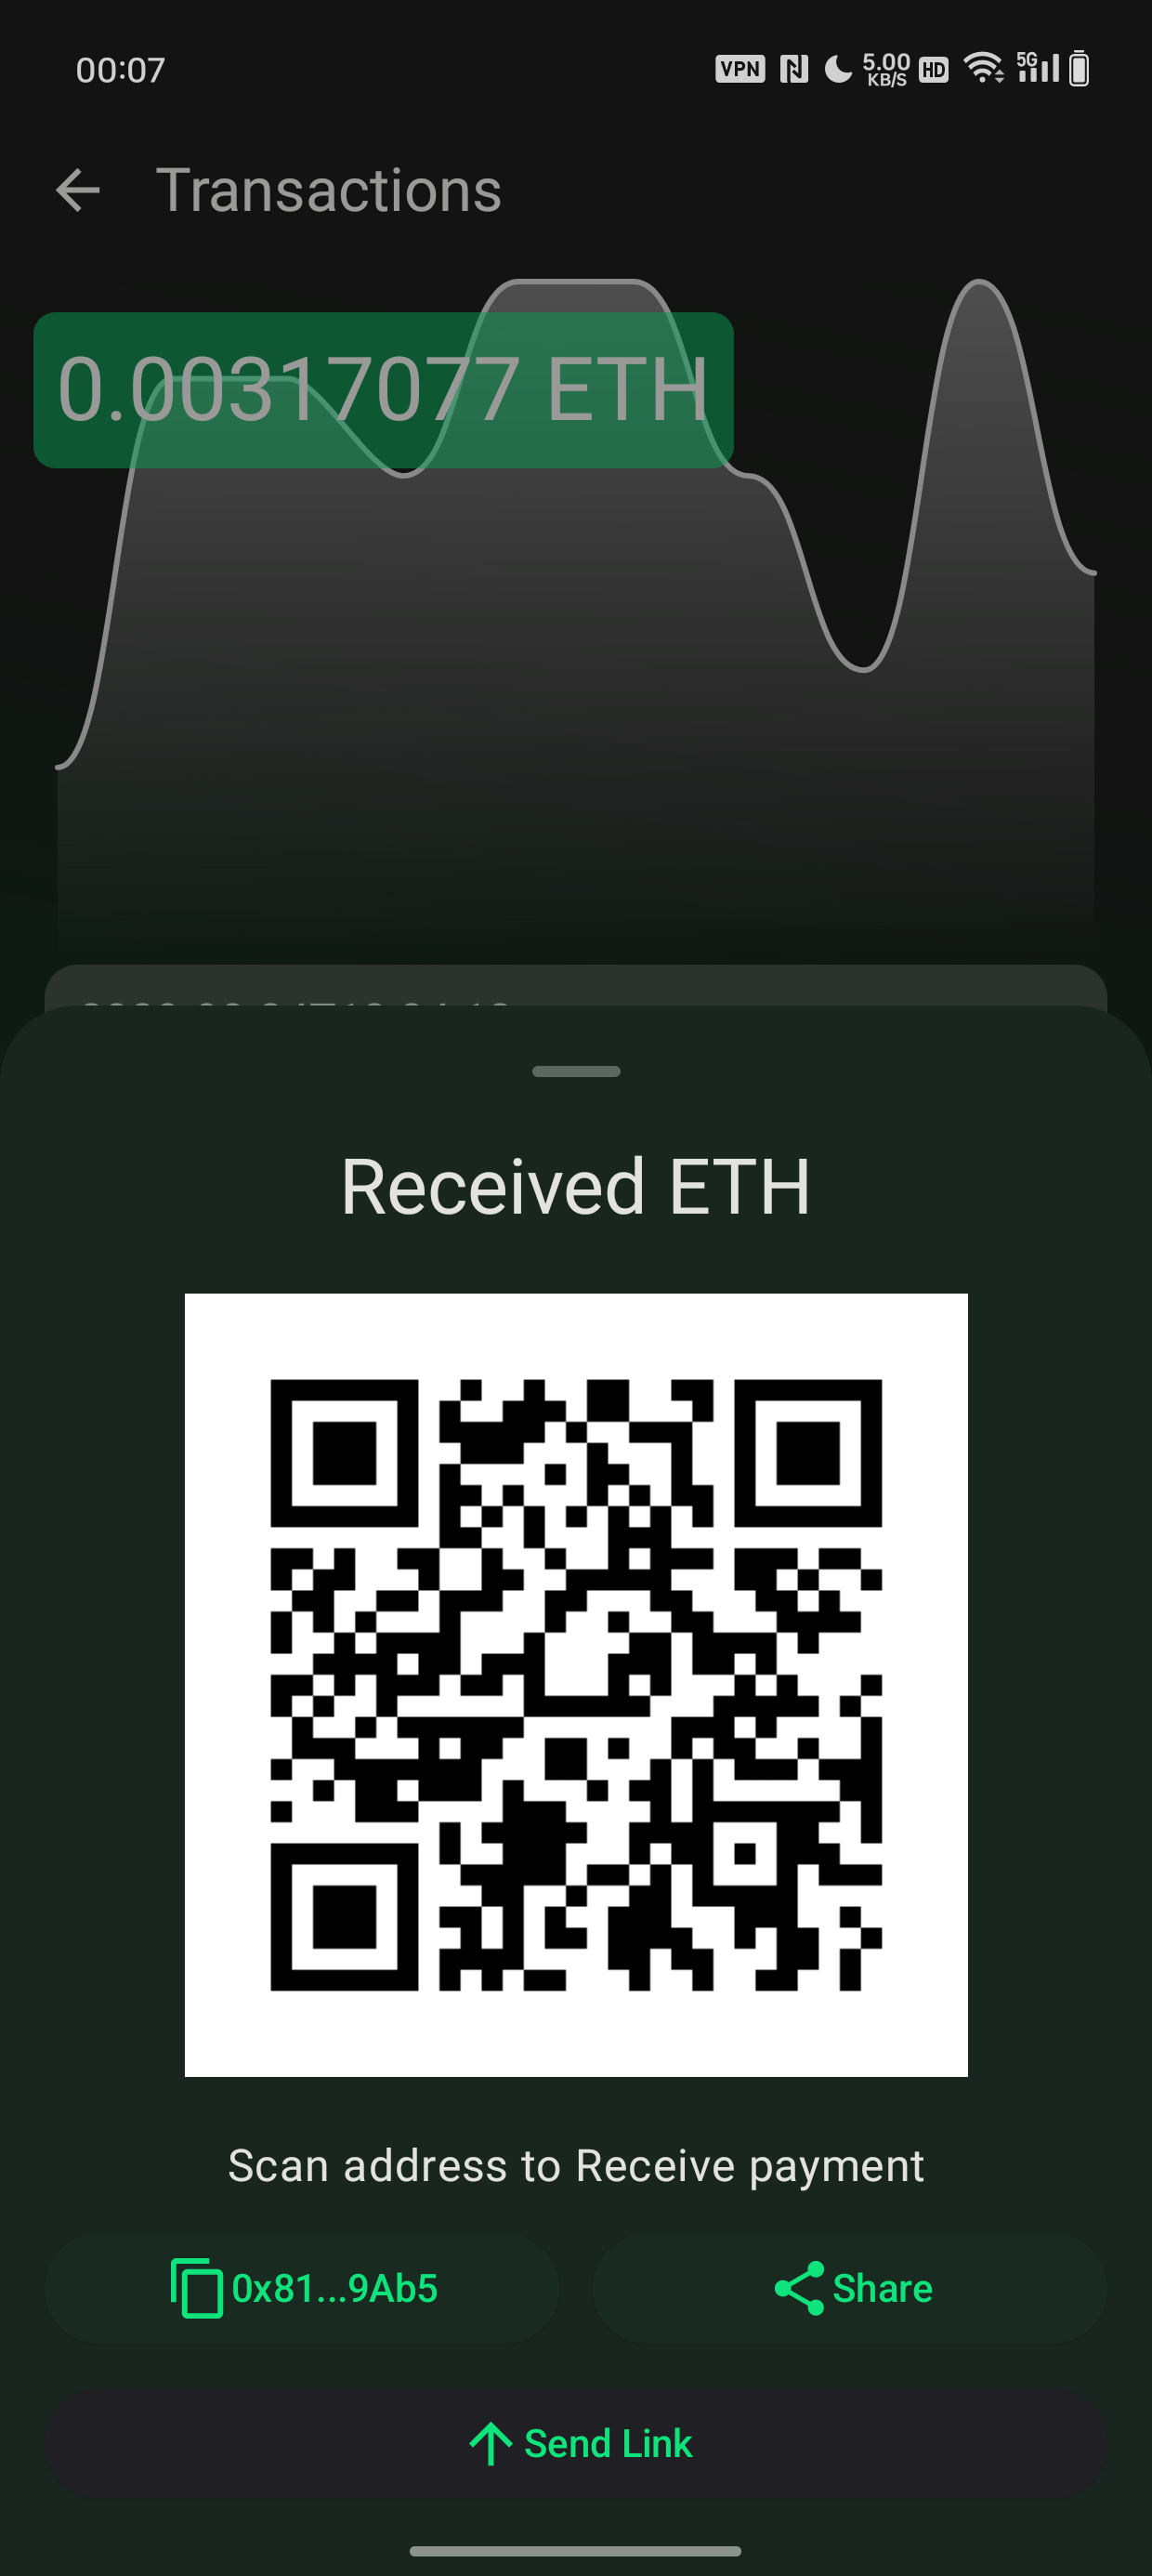 00:07
VPN
5.00
KB/S
HD
5G
Transactions
0.00317077 ETH
Received ETH
Scan address to Receive payment
0x81...9Ab5
Share
Send Link